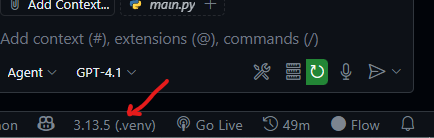 Add Context... main.py +
Add context (#), extensions (@), commands (/)
Agent GPT-4.1
non 3.13.5 (.venv) Go Live 49m Flow